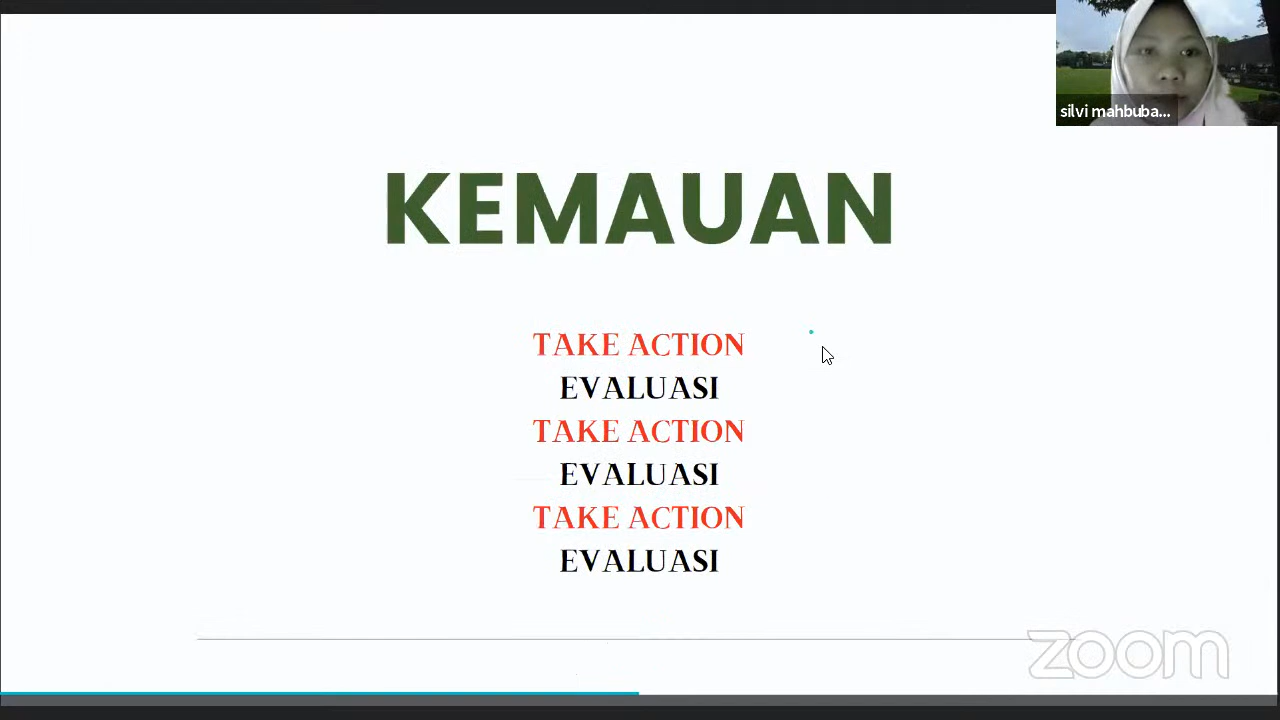 silvi mahbuba...
KEMAUAN
TAKE ACTION
EVALUASI
TAKE ACTION
EVALUASI
TAKE ACTION
EVALUASI
zoom